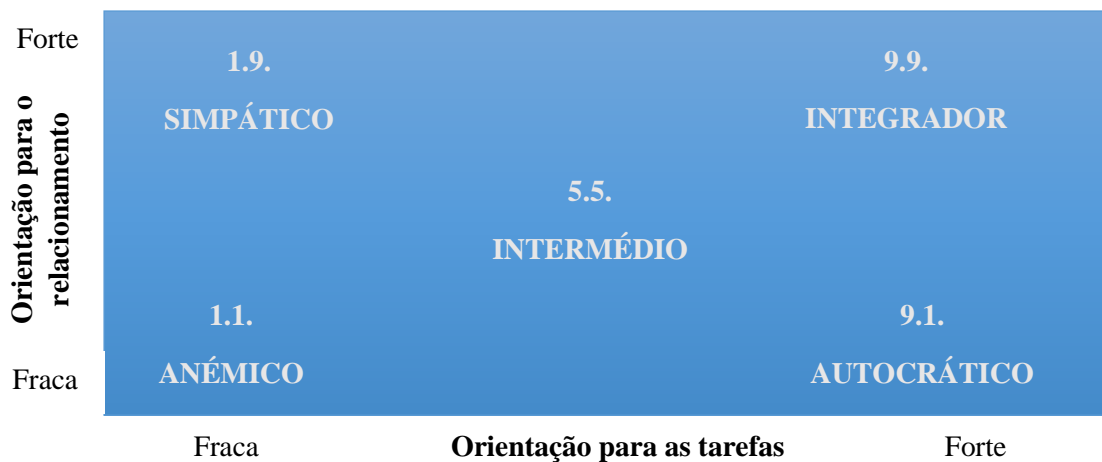 Forte
1.9. 9.9.
SIMPÁTICO INTEGRADOR
Orientação para o
relacionamento
5.5.
INTERMÉDIO
1.1. 9.1.
Fraca ANÉMICO AUTOCRÁTICO
Fraca Orientação para as tarefas Forte